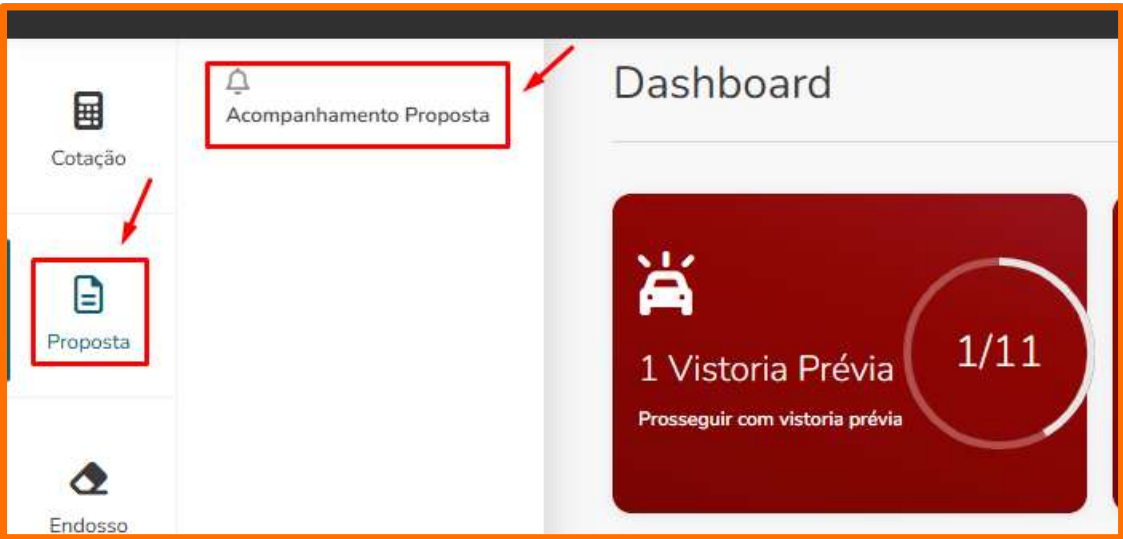 Cotação
Proposta
Endosso
Acompanhamento Proposta
Dashboard
1 Vistoria Prévia
Prosseguir com vistoria prévia
1/11